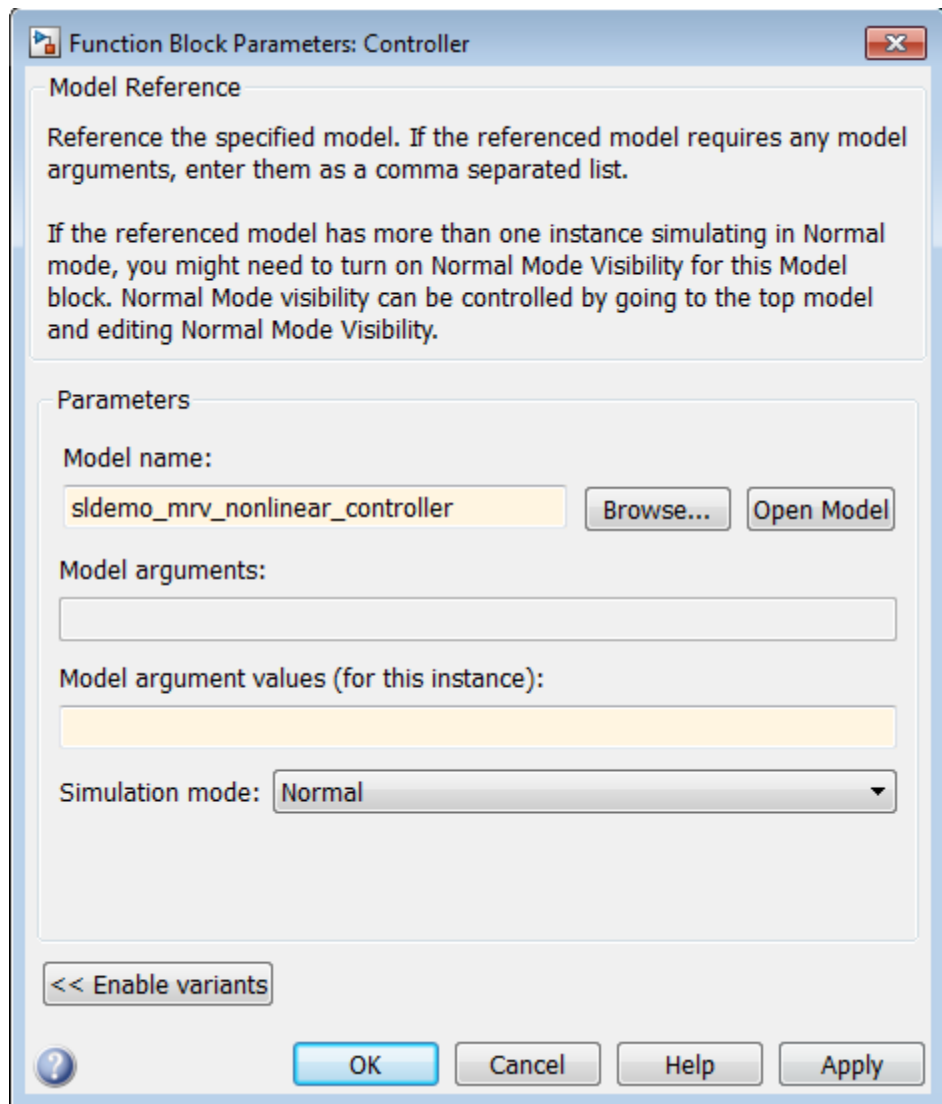 Function Block Parameters: Controller
Model Reference
Reference the specified model. If the referenced model requires any model
arguments, enter them as a comma separated list.
If the referenced model has more than one instance simulating in Normal
mode, you might need to turn on Normal Mode Visibility for this Model
block. Normal Mode visibility can be controlled by going to the top model
and editing Normal Mode Visibility.
Parameters
Model name:
sldemo_mrv_nonlinear_controller Browse... Open Model
Model arguments:
Model argument values (for this instance):
Simulation mode: Normal
<< Enable variants
? OK Cancel Help Apply